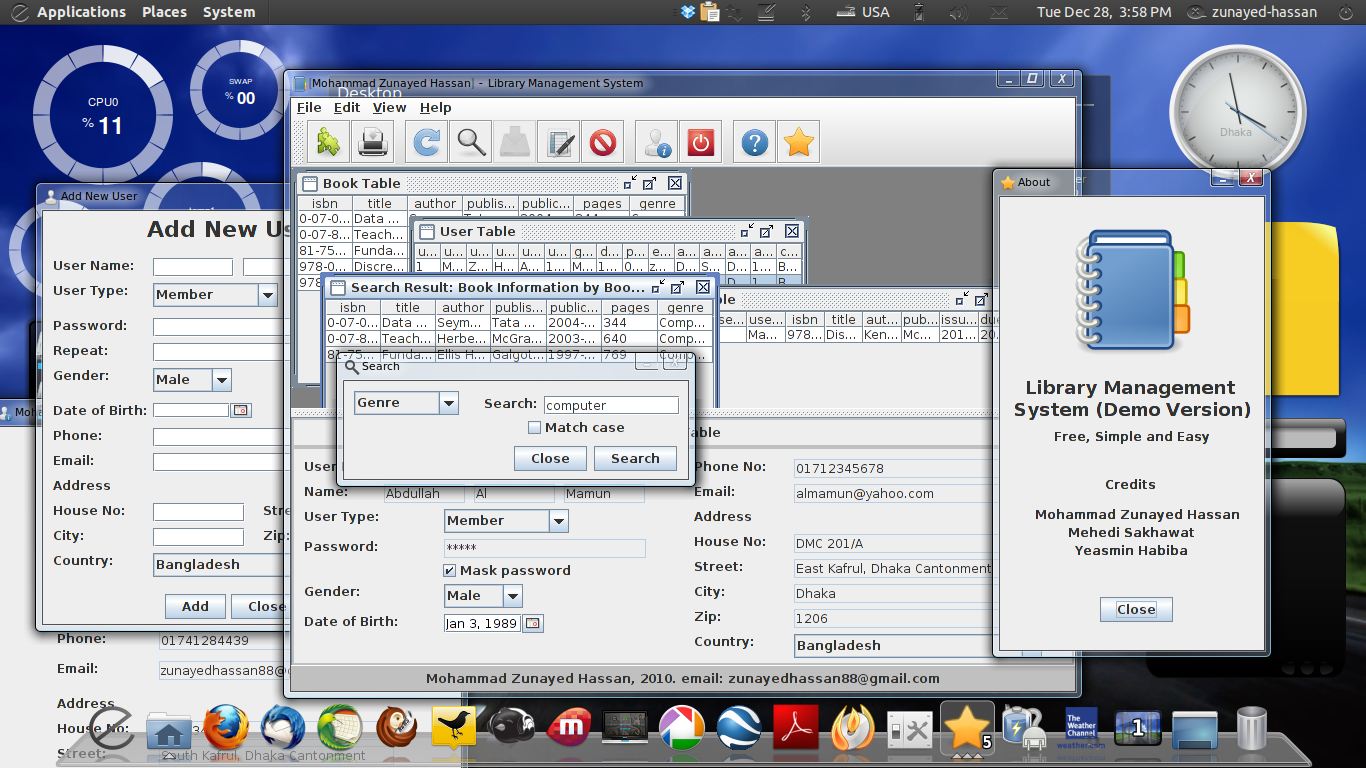 Applications Places System
USA
Tue Dec 28, 3:58 PM
zunayed-hassan
CPU0
% 11
SWAP
% 00
Dhaka
[Mohammad Zunayed Hassan] - Library Management System
Desktop
File Edit View Help
Book Table
isbn title author publis... public... pages genre
0-07-0... Data ...
0-07-8... Teach...
81-75... Funda...
978-0... Discre...
978
User Table
u... u... u... u... u... g... d... p... e... a... a... a... a... c...
1 M... Z... H... A... 1... M... 1... 0... z... D... S... D... 1... B...
Search Result: Book Information by Boo...
isbn title author publis... public... pages genre
0-07-0... Data ... Seym... Tata ... 2004-... 344 Comp...
0-07-8... Teach... Herbe... McGra... 2003-... 640 Comp...
81-75... Funda... Ellis H... Galgot... 1997-... 769 Comp...
ble
se... use... isbn title aut... pub... issu... due
Ma... 978... Dis... Ken... Mc... 201... 20.
Search
Genre
Search: computer
Match case
Close Search
Add New User
Add New Us
User Name:
User Type: Member
Password:
Repeat:
Gender: Male
Date of Birth:
Phone:
Email:
Address
House No: Stre
City: Zip:
Country: Bangladesh
Add Close
able
User
Name: Abdullah Al Mamun
User Type: Member
Password: *****
Mask password
Gender: Male
Date of Birth: Jan 3, 1989
Phone No: 01712345678
Email: almamun@yahoo.com
Address
House No: DMC 201/A
Street: East Kafrul, Dhaka Cantonment
City: Dhaka
Zip: 1206
Country: Bangladesh
Mohammad Zunayed Hassan, 2010. email: zunayedhassan88@gmail.com
About
Library Management
System (Demo Version)
Free, Simple and Easy
Credits
Mohammad Zunayed Hassan
Mehedi Sakhawat
Yeasmin Habiba
Close
Moha
Phone: 01741284439
Email: zunayedhassan88@g
Address
House No:
Street: South Kafrul, Dhaka Cantonment
5
The Weather Channel
weather.com
1